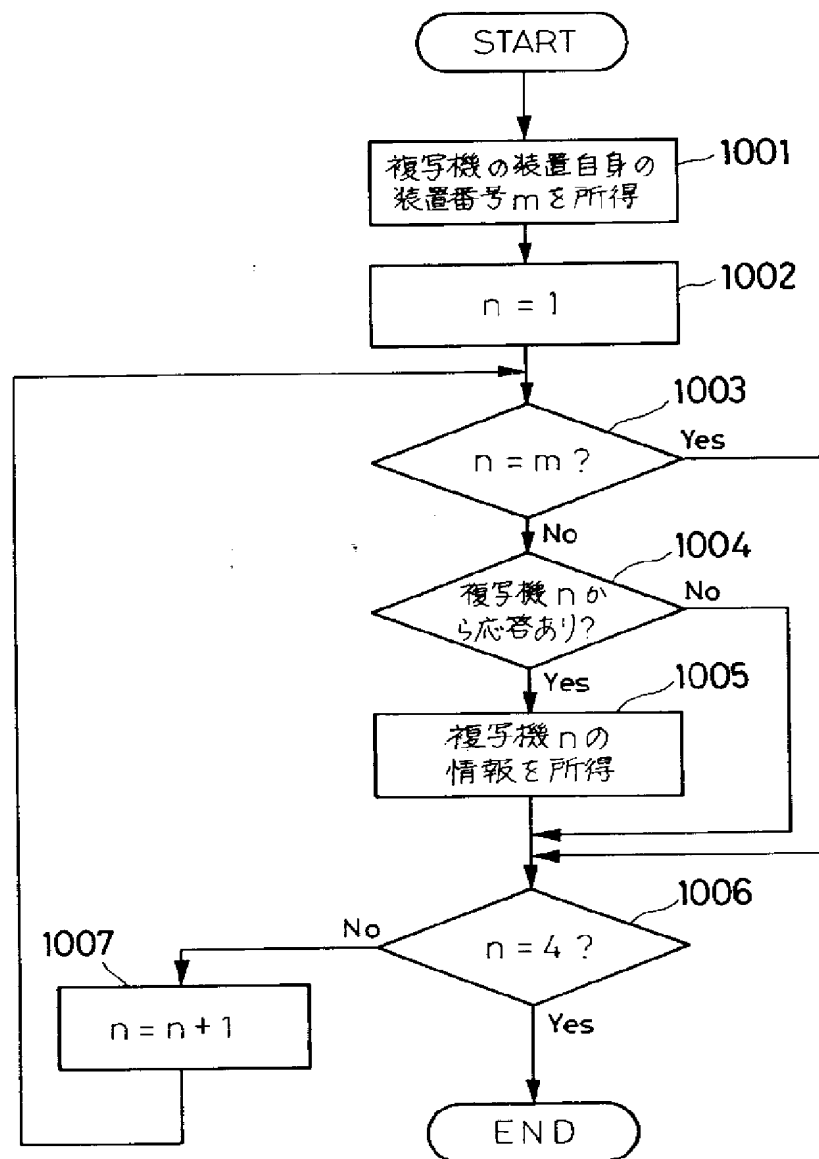 START
複写機の装置自身の
装置番号mを所得
1001
n = 1
1002
n = m ?
1003
Yes
No
複写機nか
ら応答あり?
1004
No
Yes
複写機nの
情報を所得
1005
n = 4 ?
1006
No
1007
n = n + 1
Yes
END